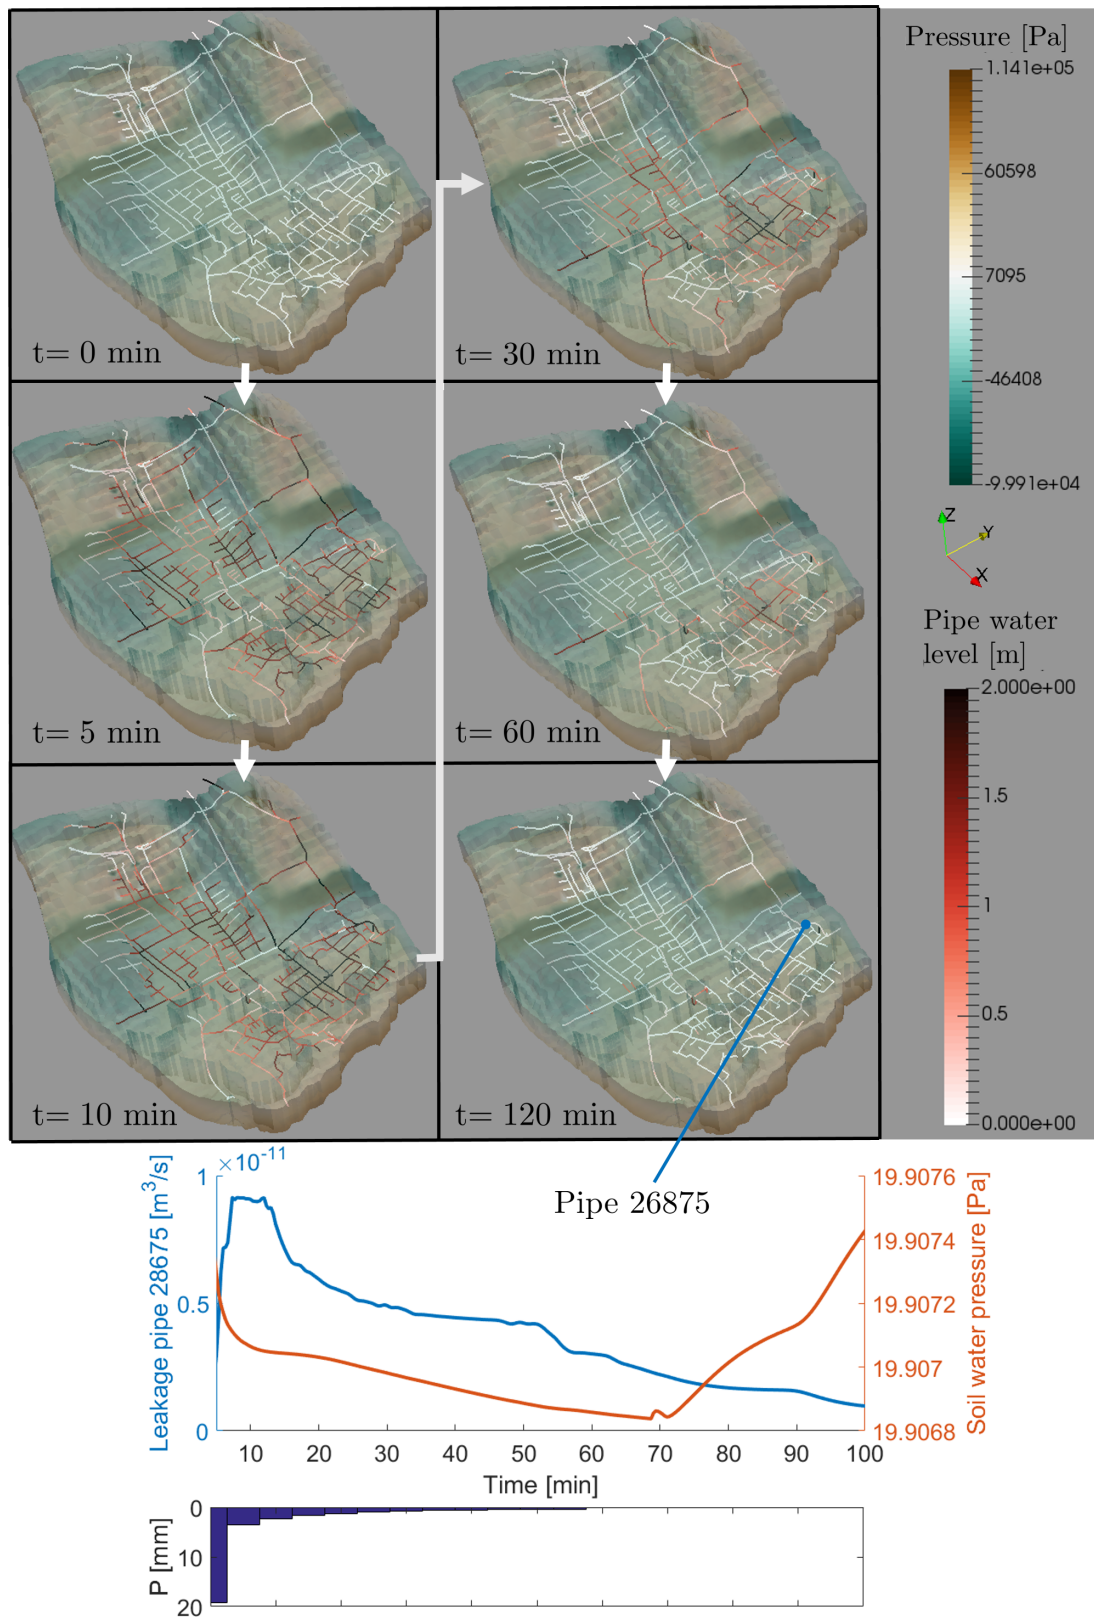 Pressure [Pa]
1.141e+05
60598
7095
-46408
-9.991e+04
Z
Y
X
Pipe water
level [m]
2.000e+00
1.5
1
0.5
0.000e+00
t= 0 min
t= 30 min
t= 5 min
t= 60 min
t= 10 min
t= 120 min
Pipe 26875
×10⁻¹¹
1
0.5
0
Leakage pipe 28675 [m³/s]
19.9076
19.9074
19.9072
19.907
19.9068
Soil water pressure [Pa]
10 20 30 40 50 60 70 80 90 100
Time [min]
0
10
20
P [mm]